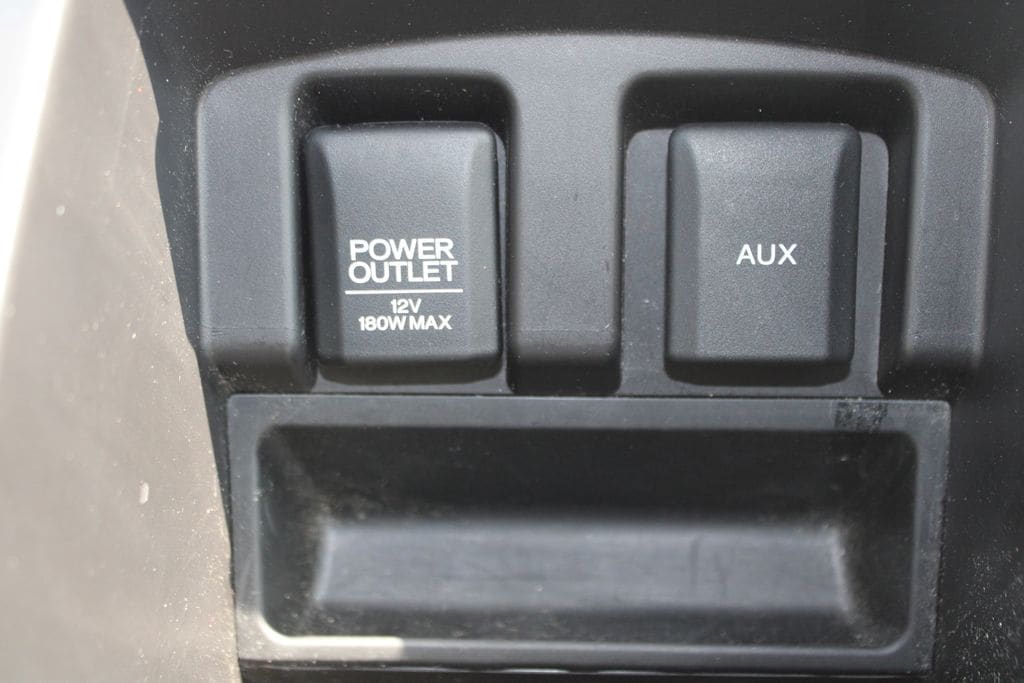 POWER
OUTLET
12V
180W MAX
AUX